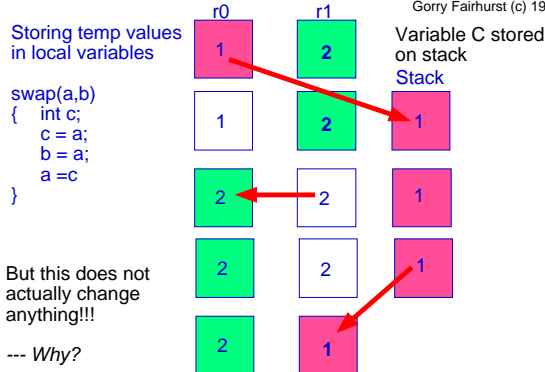 Gorry Fairhurst (c) 19
r0 r1
Storing temp values
in local variables
Variable C stored
on stack
Stack
1 2
swap(a,b)
{ int c;
c = a;
b = a;
a =c
}
1 2 1
2 2 1
2 2 1
But this does not
actually change
anything!!!
--- Why?
2 1